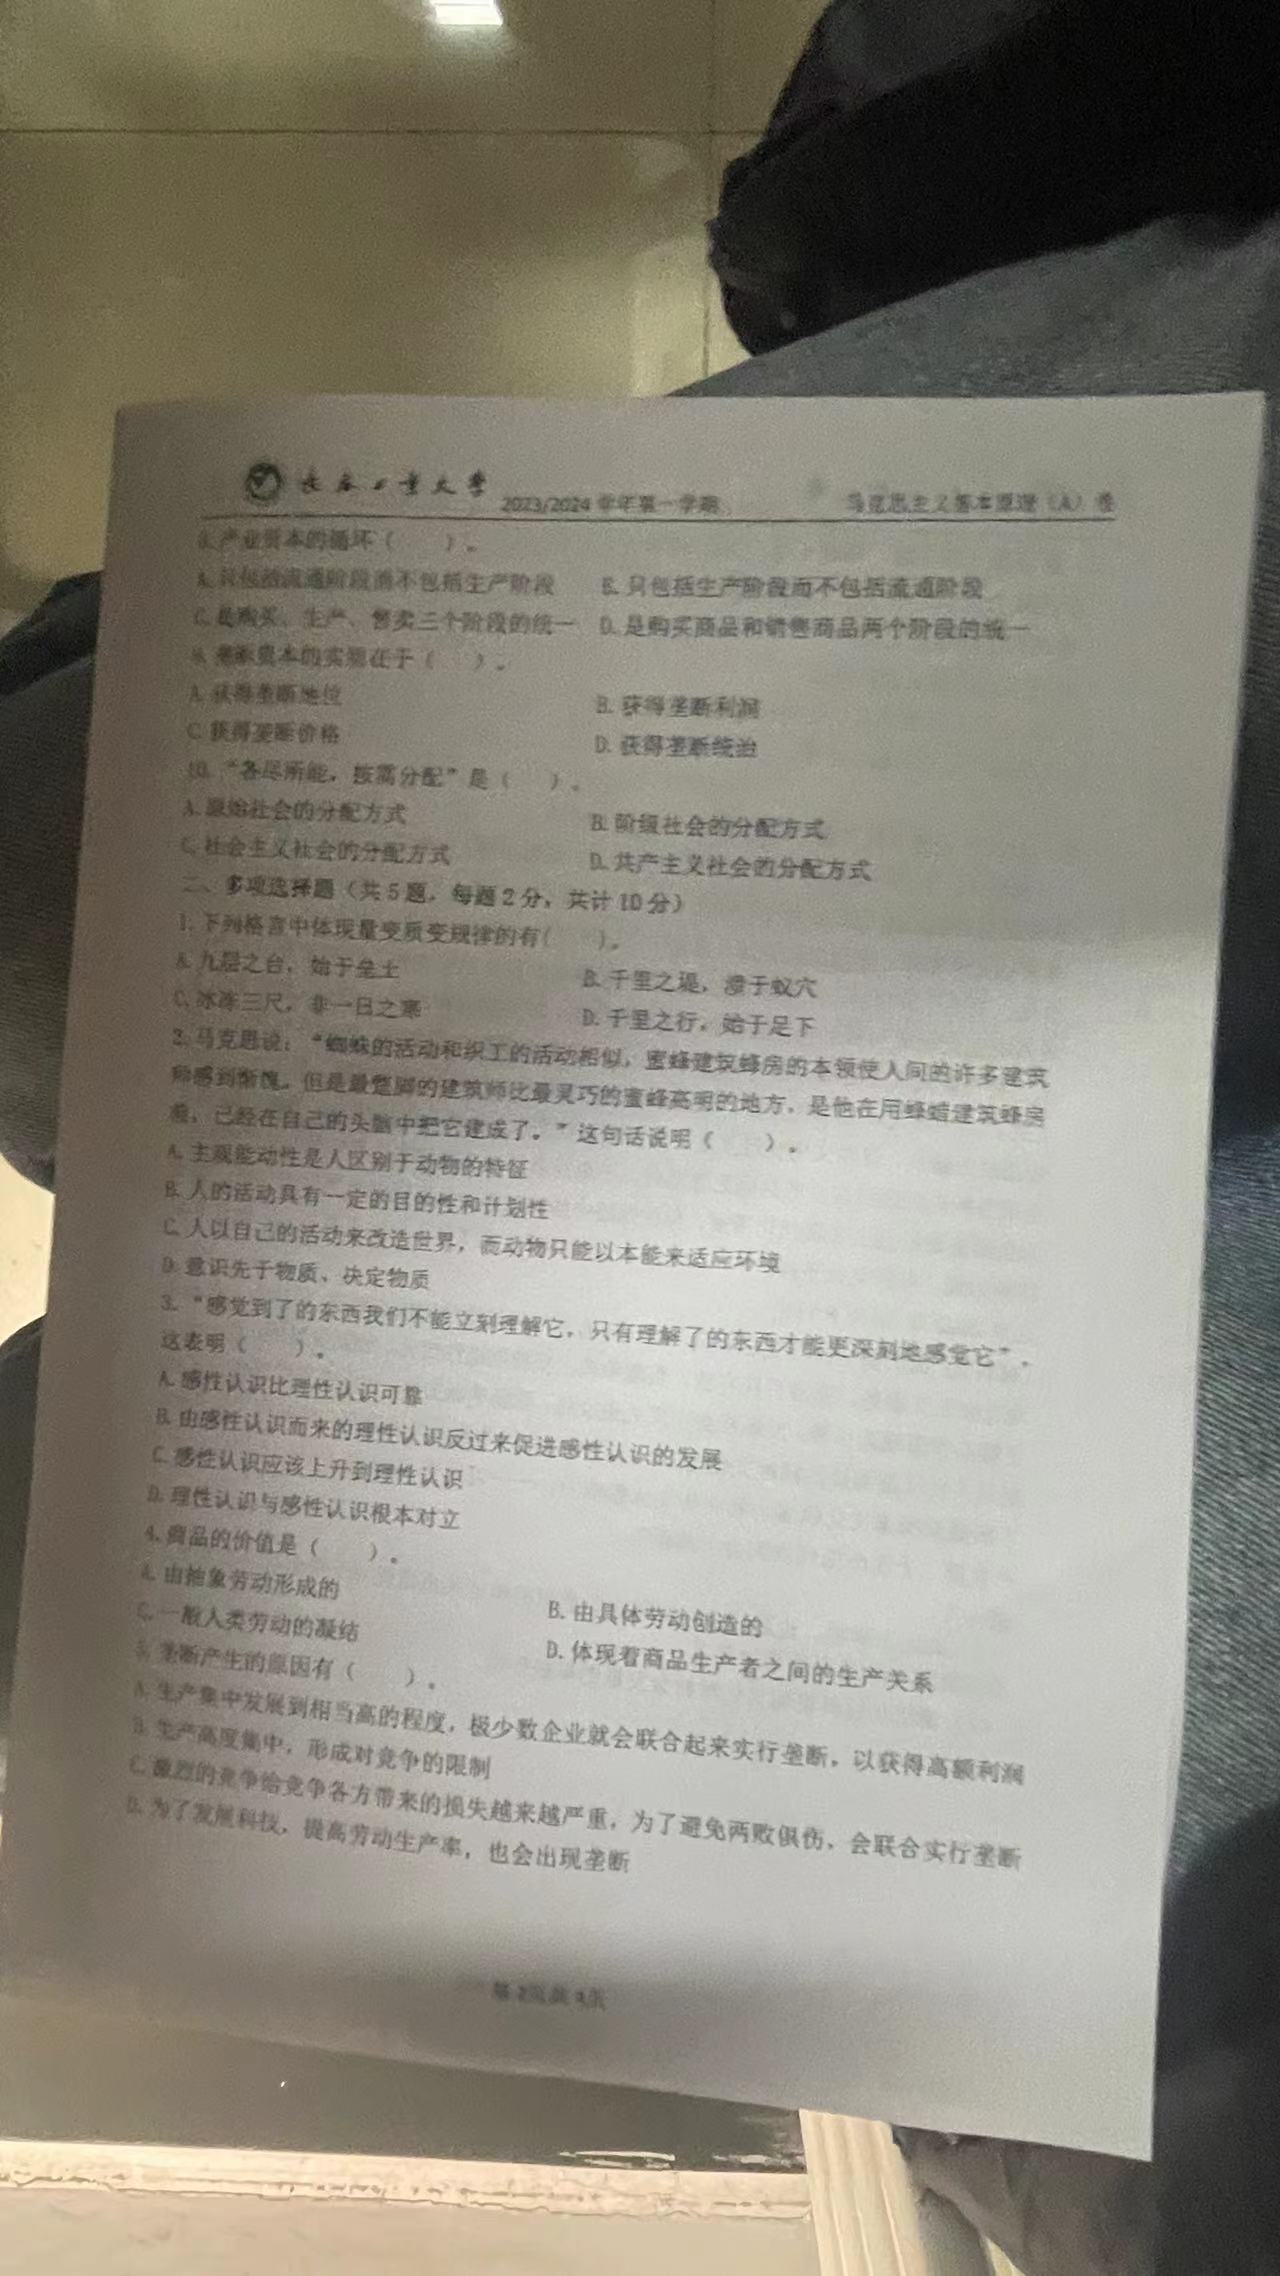 长春工业大学 2023/2024 学年第一学期 马克思主义基本原理（A）卷
8. 产业资本的循环（ ）。
A. 只包括流通阶段而不包括生产阶段 B. 只包括生产阶段而不包括流通阶段
C. 是购买、生产、售卖三个阶段的统一 D. 是购买商品和销售商品两个阶段的统一
9. 垄断资本的实质在于（ ）。
A. 获得垄断地位 B. 获得垄断利润
C. 获得垄断价格 D. 获得垄断统治
10. “各尽所能，按需分配”是（ ）。
A. 原始社会的分配方式 B. 阶级社会的分配方式
C. 社会主义社会的分配方式 D. 共产主义社会的分配方式
二、多项选择题（共 5 题，每题 2 分，共计 10 分）
1. 下列格言中体现量变质变规律的有( )。
A. 九层之台，始于垒土 B. 千里之堤，溃于蚁穴
C. 冰冻三尺，非一日之寒 D. 千里之行，始于足下
2. 马克思说：“蜘蛛的活动和织工的活动相似，蜜蜂建筑蜂房的本领使人间的许多建筑
师感到惭愧。但是最蹩脚的建筑师比最灵巧的蜜蜂高明的地方，是他在用蜂蜡建筑蜂房
前，已经在自己的头脑中把它建成了。”这句话说明（ ）。
A. 主观能动性是人区别于动物的特征
B. 人的活动具有一定的目的性和计划性
C. 人以自己的活动来改造世界，而动物只能以本能来适应环境
D. 意识先于物质、决定物质
3. “感觉到了的东西我们不能立刻理解它，只有理解了的东西才能更深刻地感觉它”，
这表明（ ）。
A. 感性认识比理性认识可靠
B. 由感性认识而来的理性认识反过来促进感性认识的发展
C. 感性认识应该上升到理性认识
D. 理性认识与感性认识根本对立
4. 商品的价值是（ ）。
A. 由抽象劳动形成的 B. 由具体劳动创造的
C. 一般人类劳动的凝结 D. 体现着商品生产者之间的生产关系
5. 垄断产生的原因有（ ）。
A. 生产集中发展到相当高的程度，极少数企业就会联合起来实行垄断，以获得高额利润
B. 生产高度集中，形成对竞争的限制
C. 激烈的竞争给竞争各方带来的损失越来越严重，为了避免两败俱伤，会联合实行垄断
D. 为了发展科技，提高劳动生产率，也会出现垄断
第 2页共 4页